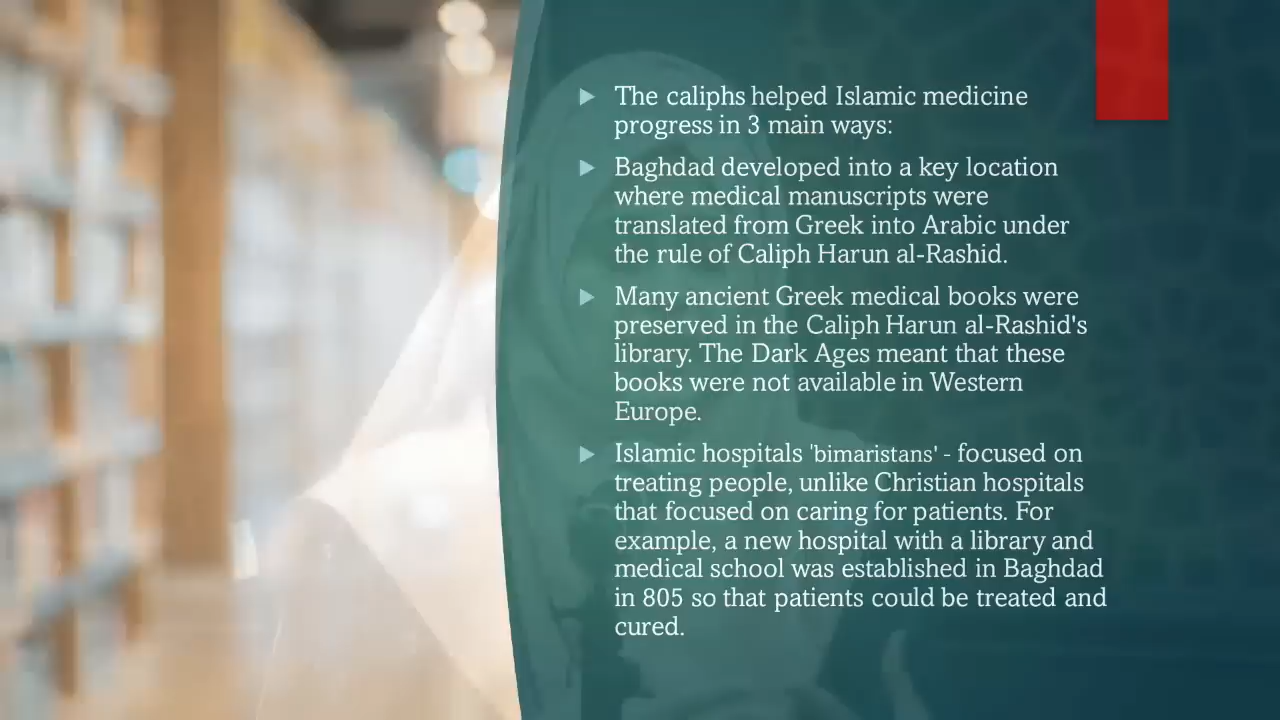 The caliphs helped Islamic medicine
progress in 3 main ways:
Baghdad developed into a key location
where medical manuscripts were
translated from Greek into Arabic under
the rule of Caliph Harun al-Rashid.
Many ancient Greek medical books were
preserved in the Caliph Harun al-Rashid's
library. The Dark Ages meant that these
books were not available in Western
Europe.
Islamic hospitals 'bimaristans' - focused on
treating people, unlike Christian hospitals
that focused on caring for patients. For
example, a new hospital with a library and
medical school was established in Baghdad
in 805 so that patients could be treated and
cured.